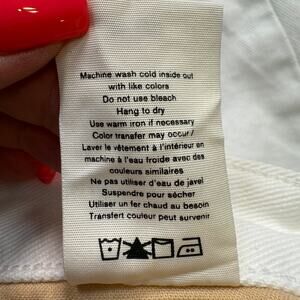 Machine wash cold inside out
with like colors
Do not use bleach
Hang to dry
Use warm iron if necessary
Color transfer may occur /
Laver le vêtement à l'intérieur en
machine à l'eau froide avec des
couleurs similaires
Ne pas utiliser d'eau de javel
Suspendre pour sécher
Utiliser un fer chaud au besoin
Transfert couleur peut survenir